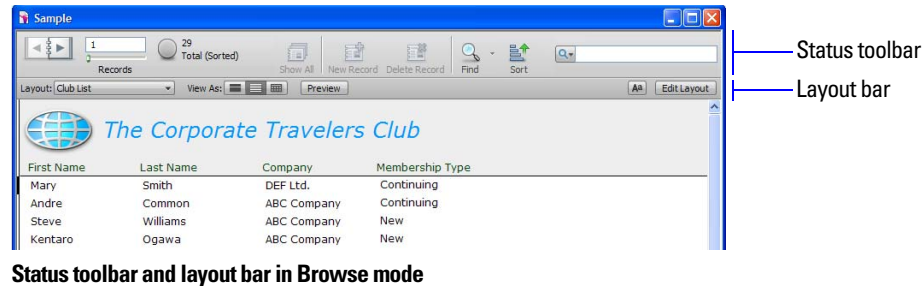 Sample
1
Records
29
Total (Sorted)
Show All
New Record
Delete Record
Find
Sort
Status toolbar
Layout: Club List
View As:
Preview
Aa
Edit Layout
Layout bar
The Corporate Travelers Club
First Name Last Name Company Membership Type
Mary Smith DEF Ltd. Continuing
Andre Common ABC Company Continuing
Steve Williams ABC Company New
Kentaro Ogawa ABC Company New
Status toolbar and layout bar in Browse mode